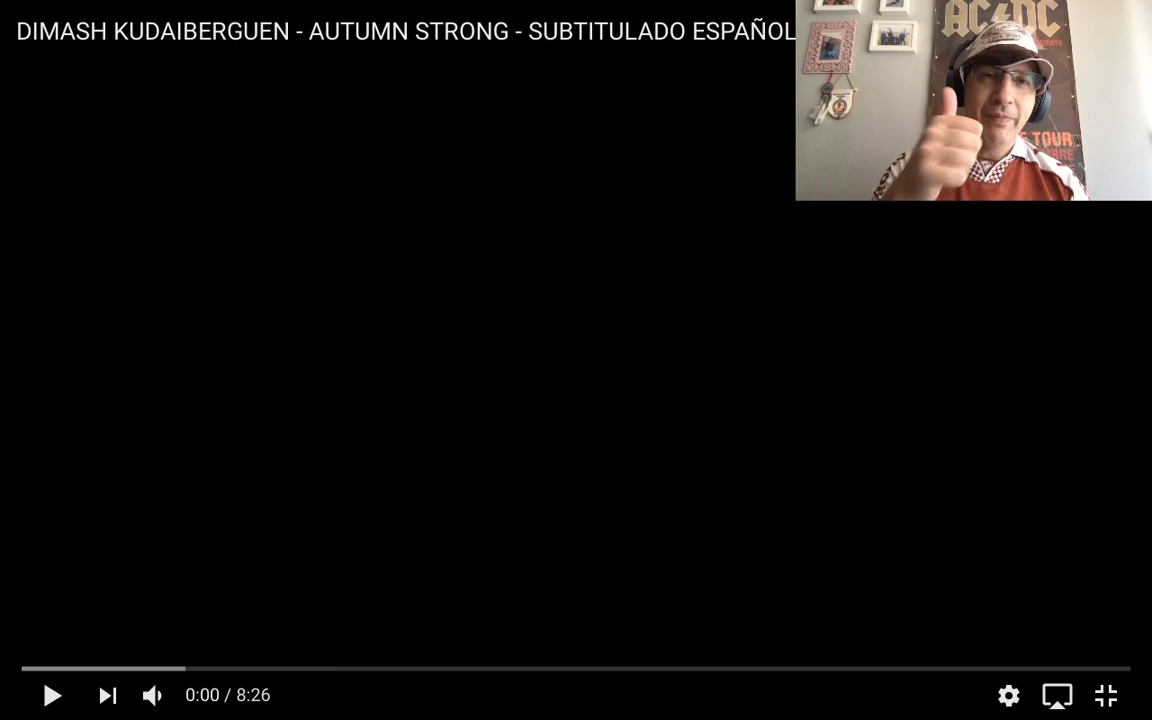 DIMASH KUDAIBERGUEN - AUTUMN STRONG - SUBTITULADO ESPAÑOL
AC/DC
TOUR
0:00 / 8:26